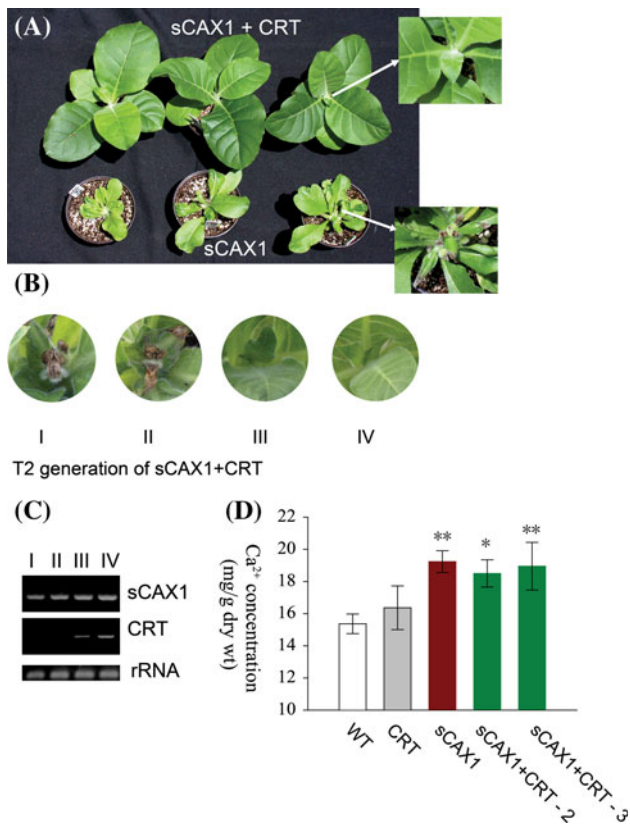 (A)
sCAX1 + CRT
sCAX1
(B)
I II III IV
T2 generation of sCAX1+CRT
(C)
I II III IV
sCAX1
CRT
rRNA
(D)
Ca²⁺ concentration
(mg/g dry wt)
22
20
18
16
14
12
10
** * **
WT
CRT
sCAX1
sCAX1+CRT - 2
sCAX1+CRT - 3